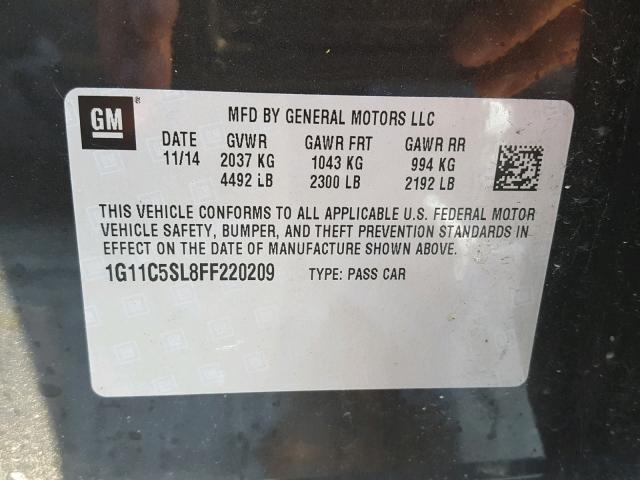 GM ®
MFD BY GENERAL MOTORS LLC
DATE GVWR GAWR FRT GAWR RR
11/14 2037 KG 1043 KG 994 KG
4492 LB 2300 LB 2192 LB
THIS VEHICLE CONFORMS TO ALL APPLICABLE U.S. FEDERAL MOTOR
VEHICLE SAFETY, BUMPER, AND THEFT PREVENTION STANDARDS IN
EFFECT ON THE DATE OF MANUFACTURE SHOWN ABOVE.
1G11C5SL8FF220209 TYPE: PASS CAR